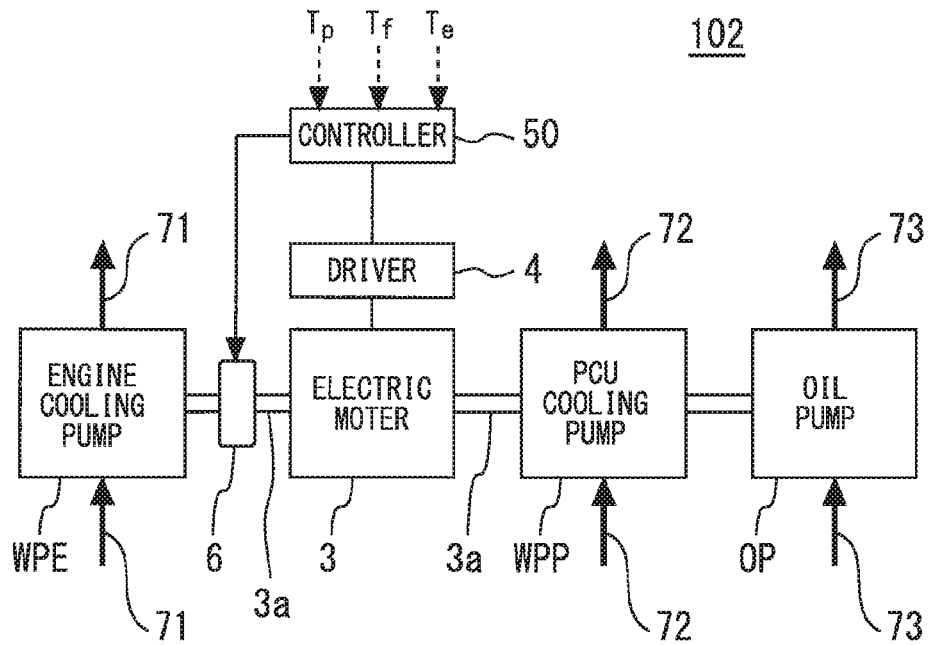 Tp Tf Te
102
CONTROLLER
50
71
72
73
DRIVER
4
ENGINE
COOLING
PUMP
ELECTRIC
MOTER
PCU
COOLING
PUMP
OIL
PUMP
WPE
6
3a
3
3a
WPP
OP
71
72
73